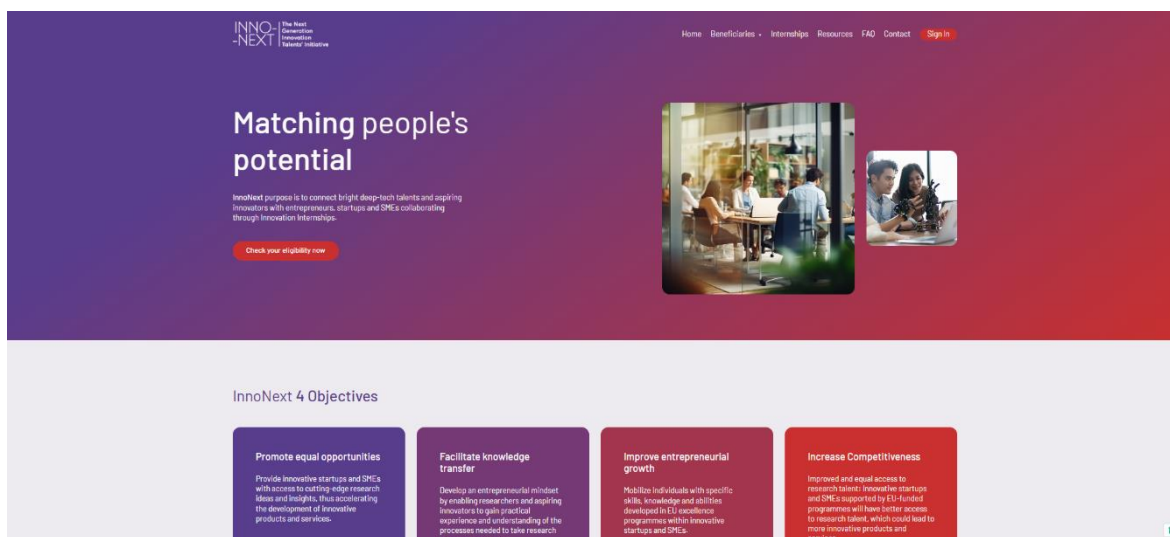 INNO-
-NEXT
The Next
Generation
Innovation
Talents' Initiative
Home Beneficiaries Internships Resources FAQ Contact Sign In
Matching people's
potential
InnoNext purpose is to connect bright deep-tech talents and aspiring
innovators with entrepreneurs, startups and SMEs collaborating
through Innovation Internships.
Check your eligibility now
InnoNext 4 Objectives
Promote equal opportunities
Provide innovative startups and SMEs
with access to cutting-edge research
ideas and insights, thus accelerating
the development of innovative
products and services.
Facilitate knowledge
transfer
Develop an entrepreneurial mindset
by enabling researchers and aspiring
innovators to gain practical
experience and understanding of the
processes needed to take research
Improve entrepreneurial
growth
Mobilize individuals with specific
skills, knowledge and abilities
developed in EU excellence
programmes within innovative
startups and SMEs.
Increase Competitiveness
Improved and equal access to
research talent: innovative startups
and SMEs supported by EU-funded
programmes will have better access
to research talent, which could lead to
more innovative products and